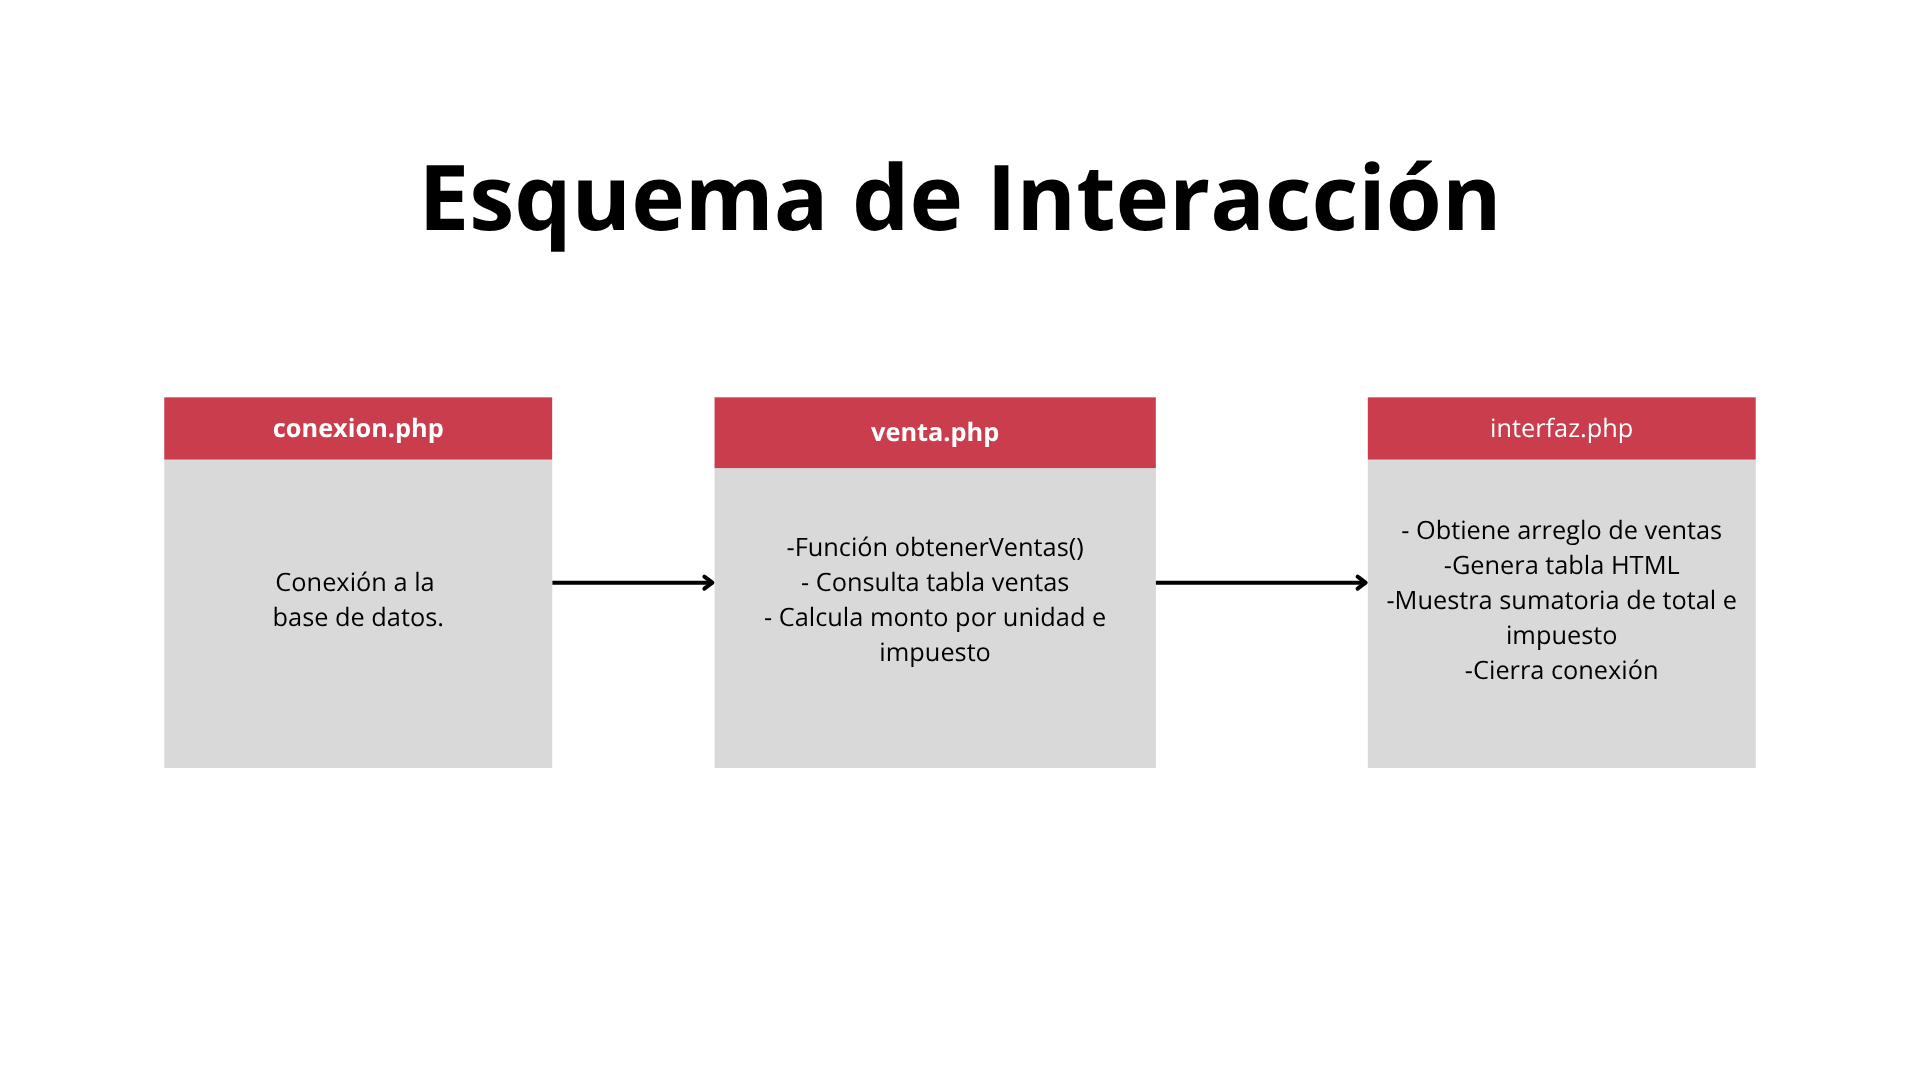 Esquema de Interacción
conexion.php
Conexión a la
base de datos.
venta.php
-Función obtenerVentas()
- Consulta tabla ventas
- Calcula monto por unidad e
impuesto
interfaz.php
- Obtiene arreglo de ventas
-Genera tabla HTML
-Muestra sumatoria de total e
impuesto
-Cierra conexión